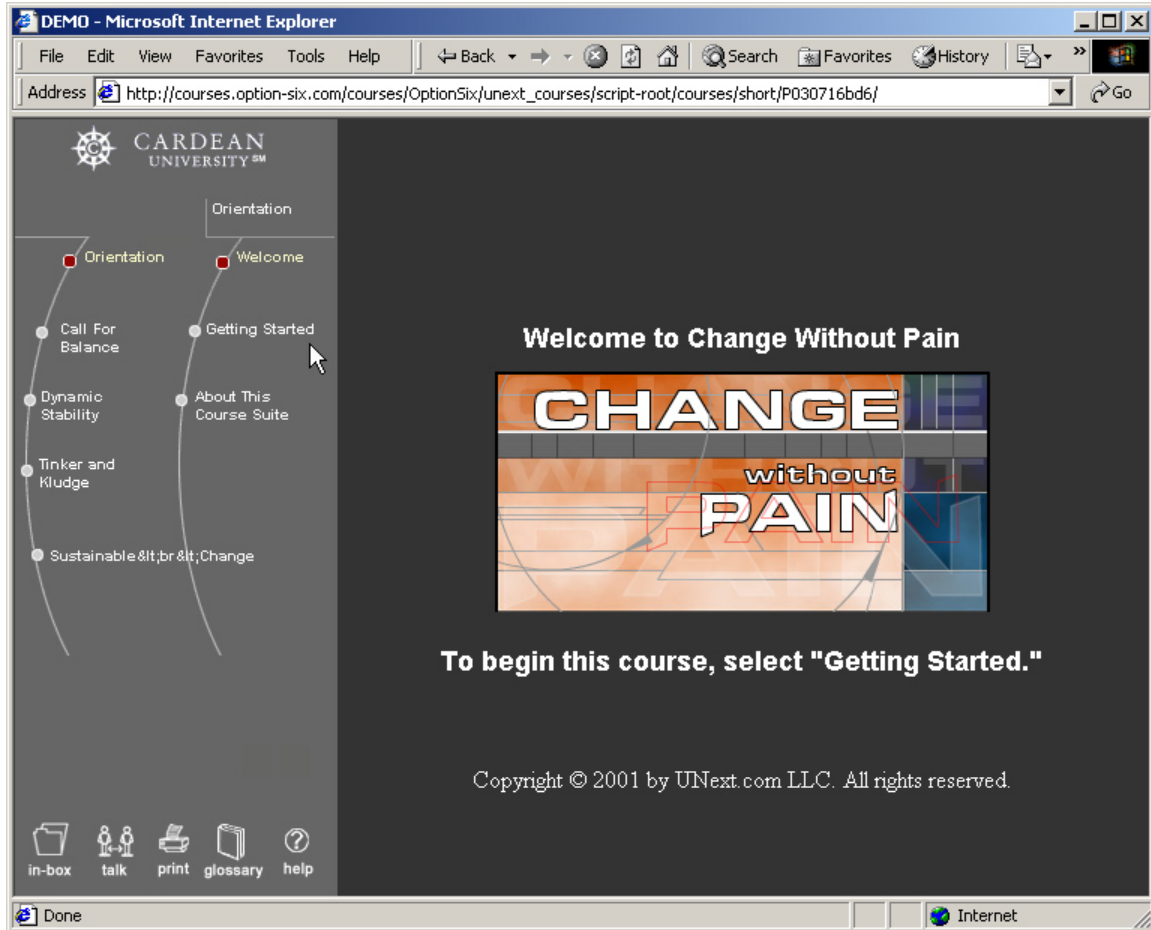 DEMO - Microsoft Internet Explorer
File Edit View Favorites Tools Help Back Search Favorites History »
Address http://courses.option-six.com/courses/OptionSix/unext_courses/script-root/courses/short/P030716bd6/ Go
CARDEAN
UNIVERSITY SM
Orientation
Orientation
Welcome
Call For
Balance
Getting Started
Dynamic
Stability
About This
Course Suite
Tinker and
Kludge
Sustainable&lt;br&lt;Change
Welcome to Change Without Pain
CHANGE
without
PAIN
To begin this course, select "Getting Started."
Copyright © 2001 by UNext.com LLC. All rights reserved.
in-box talk print glossary help
Done Internet